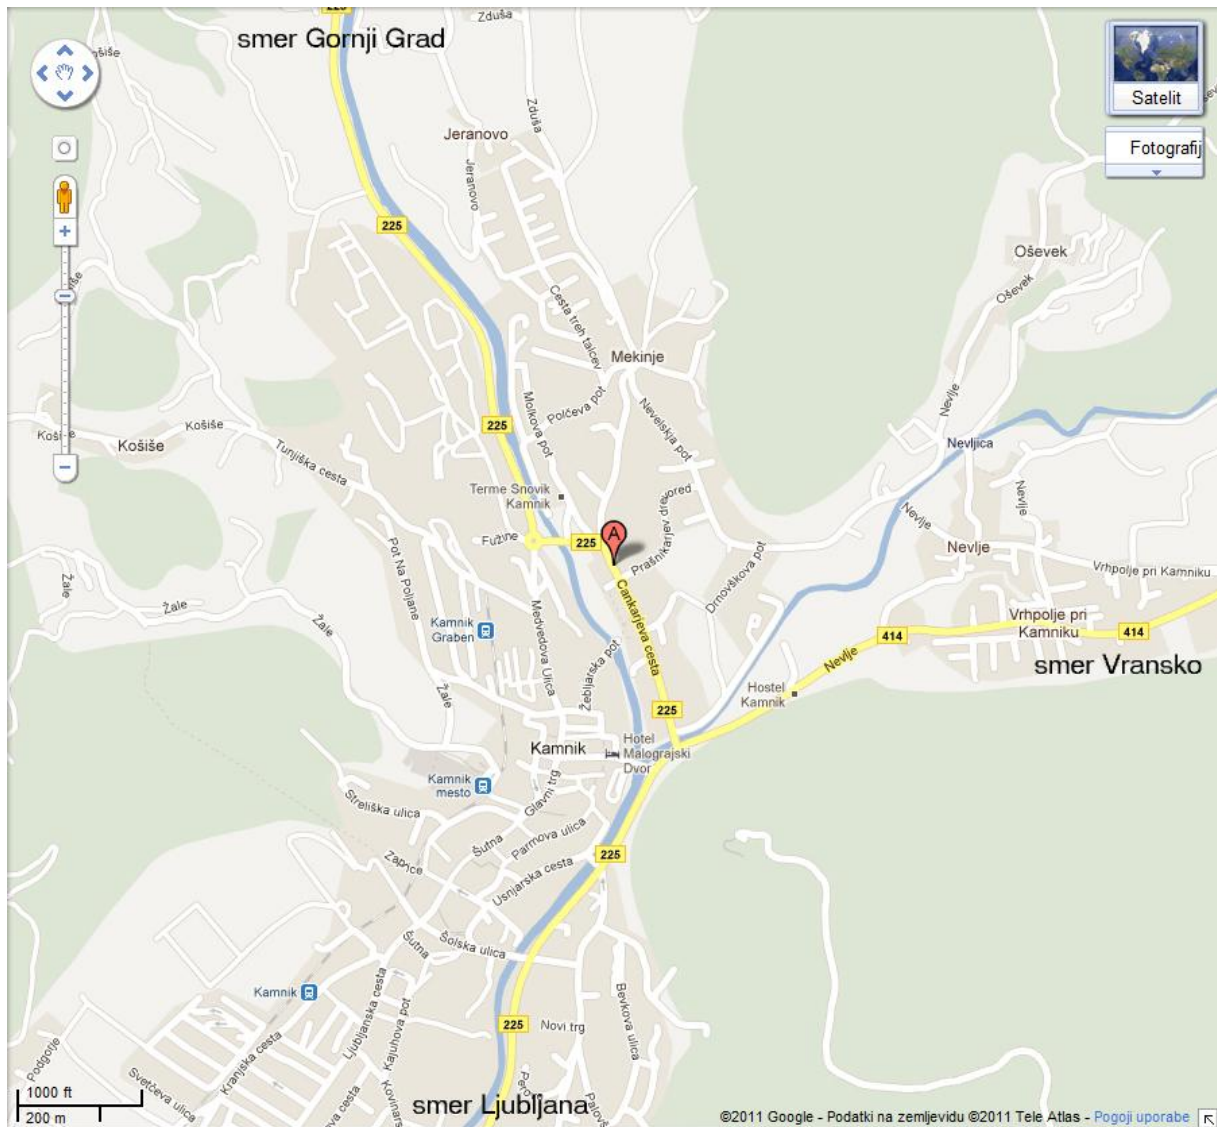 225
Zduša
smer Gornji Grad
Košiše
Satelit
Fotografij
Zduša
Jeranovo
Jeranovo
225
Oševek
Oševek
Cesta treh talcev
Mekinje
Molkova pot
Polčeva pot
Nevelskja pot
Nevlje
225
Košiše
Košiše
Nevljica
Tunjiška cesta
Terme Snovik
Kamnik
Prašnikarjev drevored
Nevlje
Fužine
225
A
Nevlje
Pot Na Poljane
Vrhpolje pri Kamniku
Žale
Žale
Žale
Cankarjeva cesta
Drnovškova pot
Medvedova Ulica
Kamnik
Graben
Vrhpolje pri
Kamniku
414
414
Nevlje
smer Vransko
Žebljarska pot
Žale
Hostel
Kamnik
225
Kamnik
Hotel
Malograjski
Dvor
Kamnik
mesto
Glavni trg
Streliška ulica
Šutna
Parmova ulica
Zaprice
Usnjarska cesta
225
Šutna
Šolska ulica
Kamnik
Ljubljanska cesta
Kajuhova pot
Bevkova ulica
225
Novi trg
Podgorje
Kranjska cesta
Svetčeva ulica
1000 ft
200 m
smer Ljubljana
©2011 Google - Podatki na zemljevidu ©2011 Tele Atlas - Pogoji uporabe